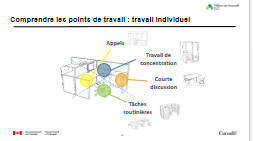 Comprendre les points de travail : travail individuel
Appels
Travail de
concentration
Courte
discussion
Tâches
routinières
Canada